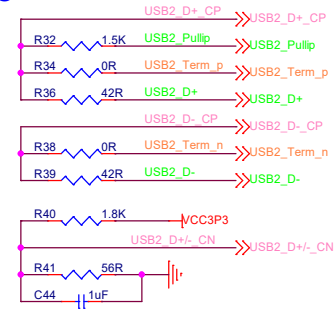 USB2_D+_CP USB2_D+_CP
R32 1.5K USB2_Pullip USB2_Pullip
R34 0R USB2_Term_p USB2_Term_p
R36 42R USB2_D+ USB2_D+
USB2_D-_CP USB2_D-_CP
R38 0R USB2_Term_n USB2_Term_n
R39 42R USB2_D- USB2_D-
R40 1.8K VCC3P3
USB2_D+/-_CN USB2_D+/-_CN
R41 56R
C44 1uF